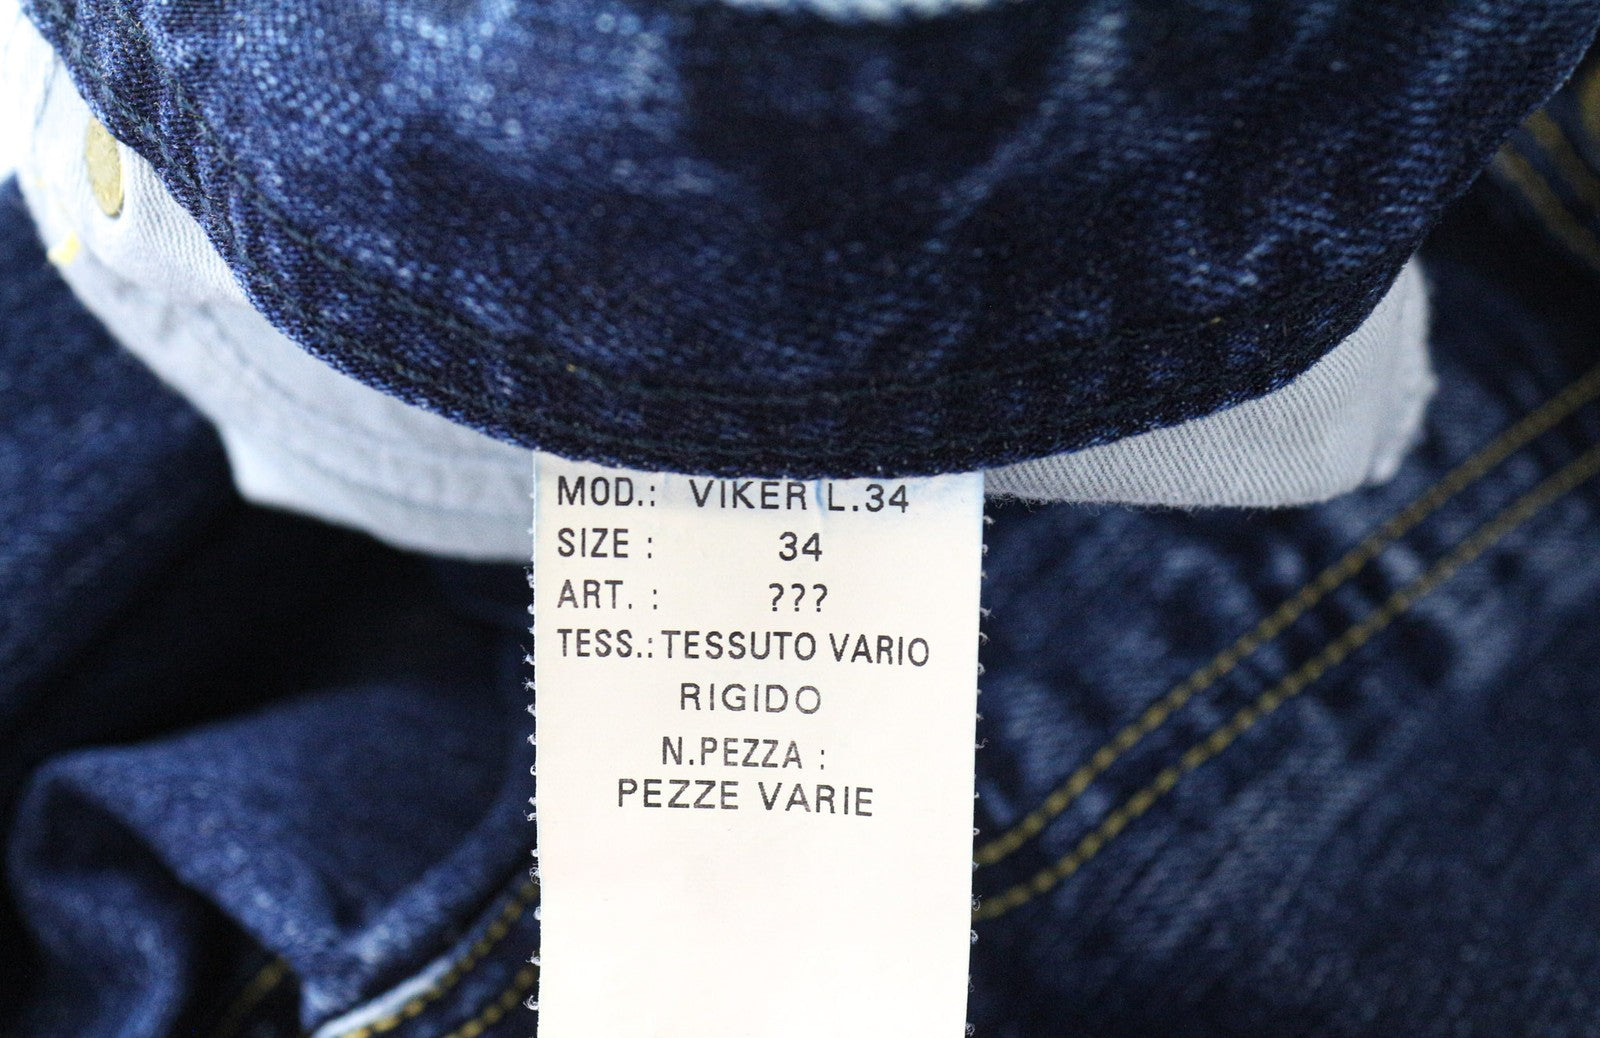 MOD.: VIKER L.34
SIZE : 34
ART. : ???
TESS.: TESSUTO VARIO
RIGIDO
N.PEZZA :
PEZZE VARIE